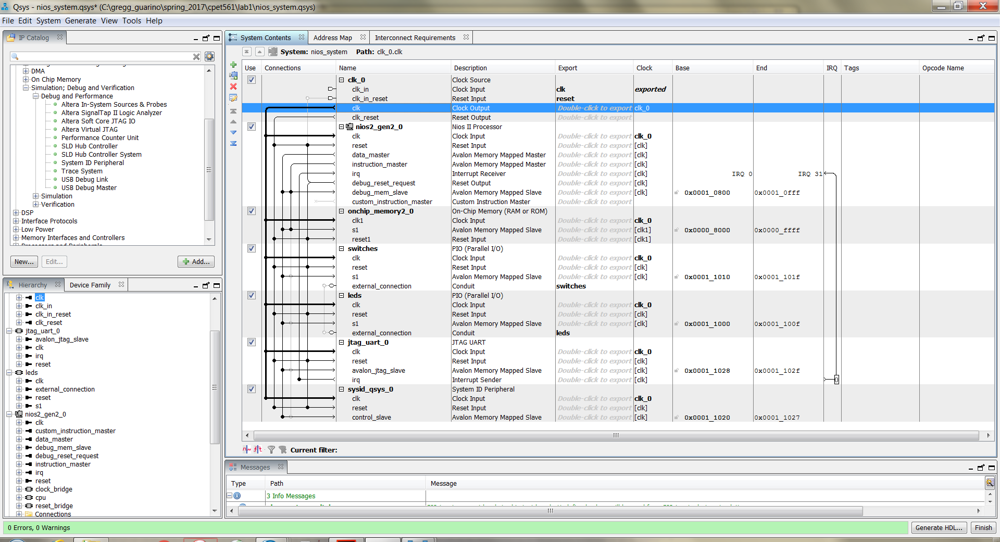 Qsys - nios_system.qsys* (C:\gregg_guarino\spring_2017\cpet561\lab1\nios_system.qsys)
File Edit System Generate View Tools Help
IP Catalog
DMA
On Chip Memory
Simulation; Debug and Verification
Debug and Performance
Altera In-System Sources & Probes
Altera SignalTap II Logic Analyzer
Altera Soft Core JTAG IO
Altera Virtual JTAG
Performance Counter Unit
SLD Hub Controller
SLD Hub Controller System
System ID Peripheral
Trace System
USB Debug Link
USB Debug Master
Simulation
Verification
DSP
Interface Protocols
Low Power
Memory Interfaces and Controllers
Processors and Peripherals
New... Edit... Add...
Hierarchy Device Family
clk
clk_in
clk_in_reset
clk_reset
jtag_uart_0
avalon_jtag_slave
clk
irq
reset
leds
clk
external_connection
reset
s1
nios2_gen2_0
clk
custom_instruction_master
data_master
debug_mem_slave
debug_reset_request
instruction_master
irq
reset
clock_bridge
cpu
reset_bridge
Connections
System Contents Address Map Interconnect Requirements
System: nios_system Path: clk_0.clk
Use Connections Name Description Export Clock Base End IRQ Tags Opcode Name
clk_0 Clock Source
clk_in Clock Input clk exported
clk_in_reset Reset Input reset
clk Clock Output Double-click to export clk_0
clk_reset Reset Output Double-click to export
nios2_gen2_0 Nios II Processor
clk Clock Input Double-click to export clk_0
reset Reset Input Double-click to export [clk]
data_master Avalon Memory Mapped Master Double-click to export [clk]
instruction_master Avalon Memory Mapped Master Double-click to export [clk]
irq Interrupt Receiver Double-click to export [clk] IRQ 0 IRQ 31
debug_reset_request Reset Output Double-click to export [clk]
debug_mem_slave Avalon Memory Mapped Slave Double-click to export [clk] 0x0001_0800 0x0001_0fff
custom_instruction_master Custom Instruction Master Double-click to export
onchip_memory2_0 On-Chip Memory (RAM or ROM)
clk1 Clock Input Double-click to export clk_0
s1 Avalon Memory Mapped Slave Double-click to export [clk1] 0x0000_8000 0x0000_ffff
reset1 Reset Input Double-click to export [clk1]
switches PIO (Parallel I/O)
clk Clock Input Double-click to export clk_0
reset Reset Input Double-click to export [clk]
s1 Avalon Memory Mapped Slave Double-click to export [clk] 0x0001_1010 0x0001_101f
external_connection Conduit switches
leds PIO (Parallel I/O)
clk Clock Input Double-click to export clk_0
reset Reset Input Double-click to export [clk]
s1 Avalon Memory Mapped Slave Double-click to export [clk] 0x0001_1000 0x0001_100f
external_connection Conduit leds
jtag_uart_0 JTAG UART
clk Clock Input Double-click to export clk_0
reset Reset Input Double-click to export [clk]
avalon_jtag_slave Avalon Memory Mapped Slave Double-click to export [clk] 0x0001_1028 0x0001_102f
irq Interrupt Sender Double-click to export [clk] 0
sysid_qsys_0 System ID Peripheral
clk Clock Input Double-click to export clk_0
reset Reset Input Double-click to export [clk]
control_slave Avalon Memory Mapped Slave Double-click to export [clk] 0x0001_1020 0x0001_1027
Current filter:
Messages
Type Path Message
3 Info Messages
0 Errors, 0 Warnings Generate HDL... Finish